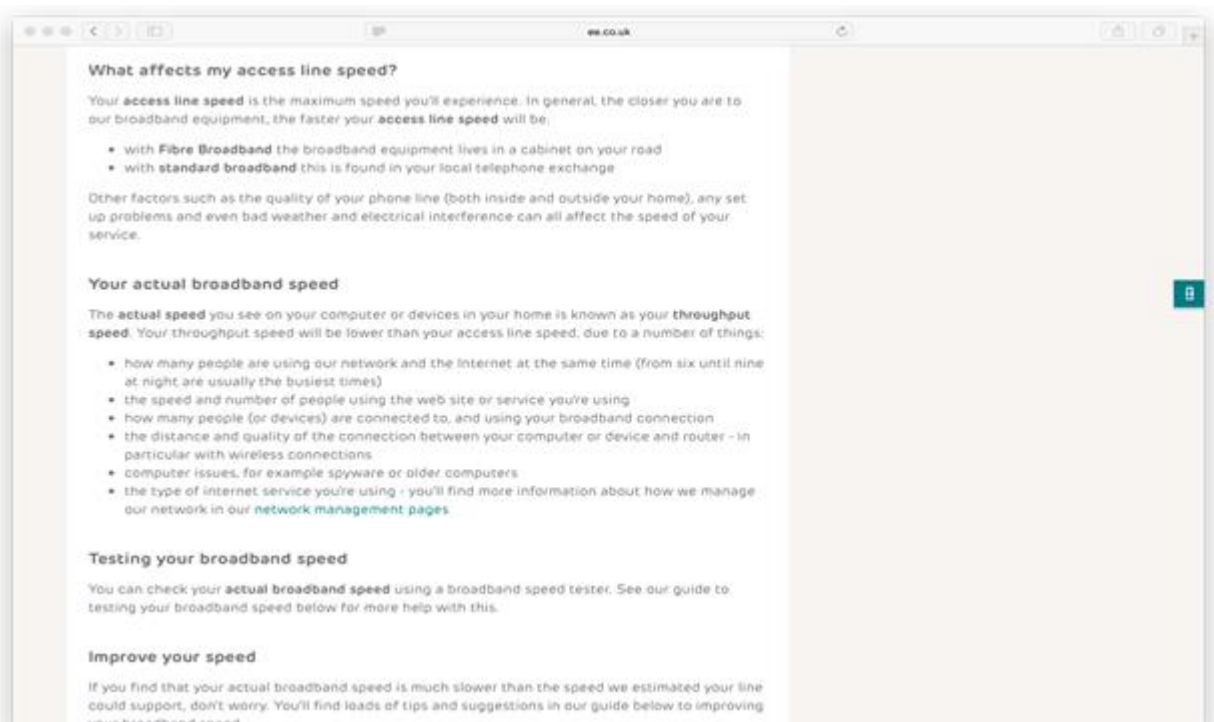 ee.co.uk
What affects my access line speed?
Your access line speed is the maximum speed you'll experience. In general, the closer you are to
our broadband equipment, the faster your access line speed will be.
• with Fibre Broadband the broadband equipment lives in a cabinet on your road
• with standard broadband this is found in your local telephone exchange
Other factors such as the quality of your phone line (both inside and outside your home), any set
up problems and even bad weather and electrical interference can all affect the speed of your
service.
Your actual broadband speed
The actual speed you see on your computer or devices in your home is known as your throughput
speed. Your throughput speed will be lower than your access line speed, due to a number of things:
• how many people are using our network and the Internet at the same time (from six until nine
at night are usually the busiest times)
• the speed and number of people using the web site or service you're using
• how many people (or devices) are connected to, and using your broadband connection
• the distance and quality of the connection between your computer or device and router - in
particular with wireless connections
• computer issues, for example spyware or older computers
• the type of internet service you're using - you'll find more information about how we manage
our network in our network management pages
Testing your broadband speed
You can check your actual broadband speed using a broadband speed tester. See our guide to
testing your broadband speed below for more help with this.
Improve your speed
If you find that your actual broadband speed is much slower than the speed we estimated your line
could support, don't worry. You'll find loads of tips and suggestions in our guide below to improving
your broadband speed